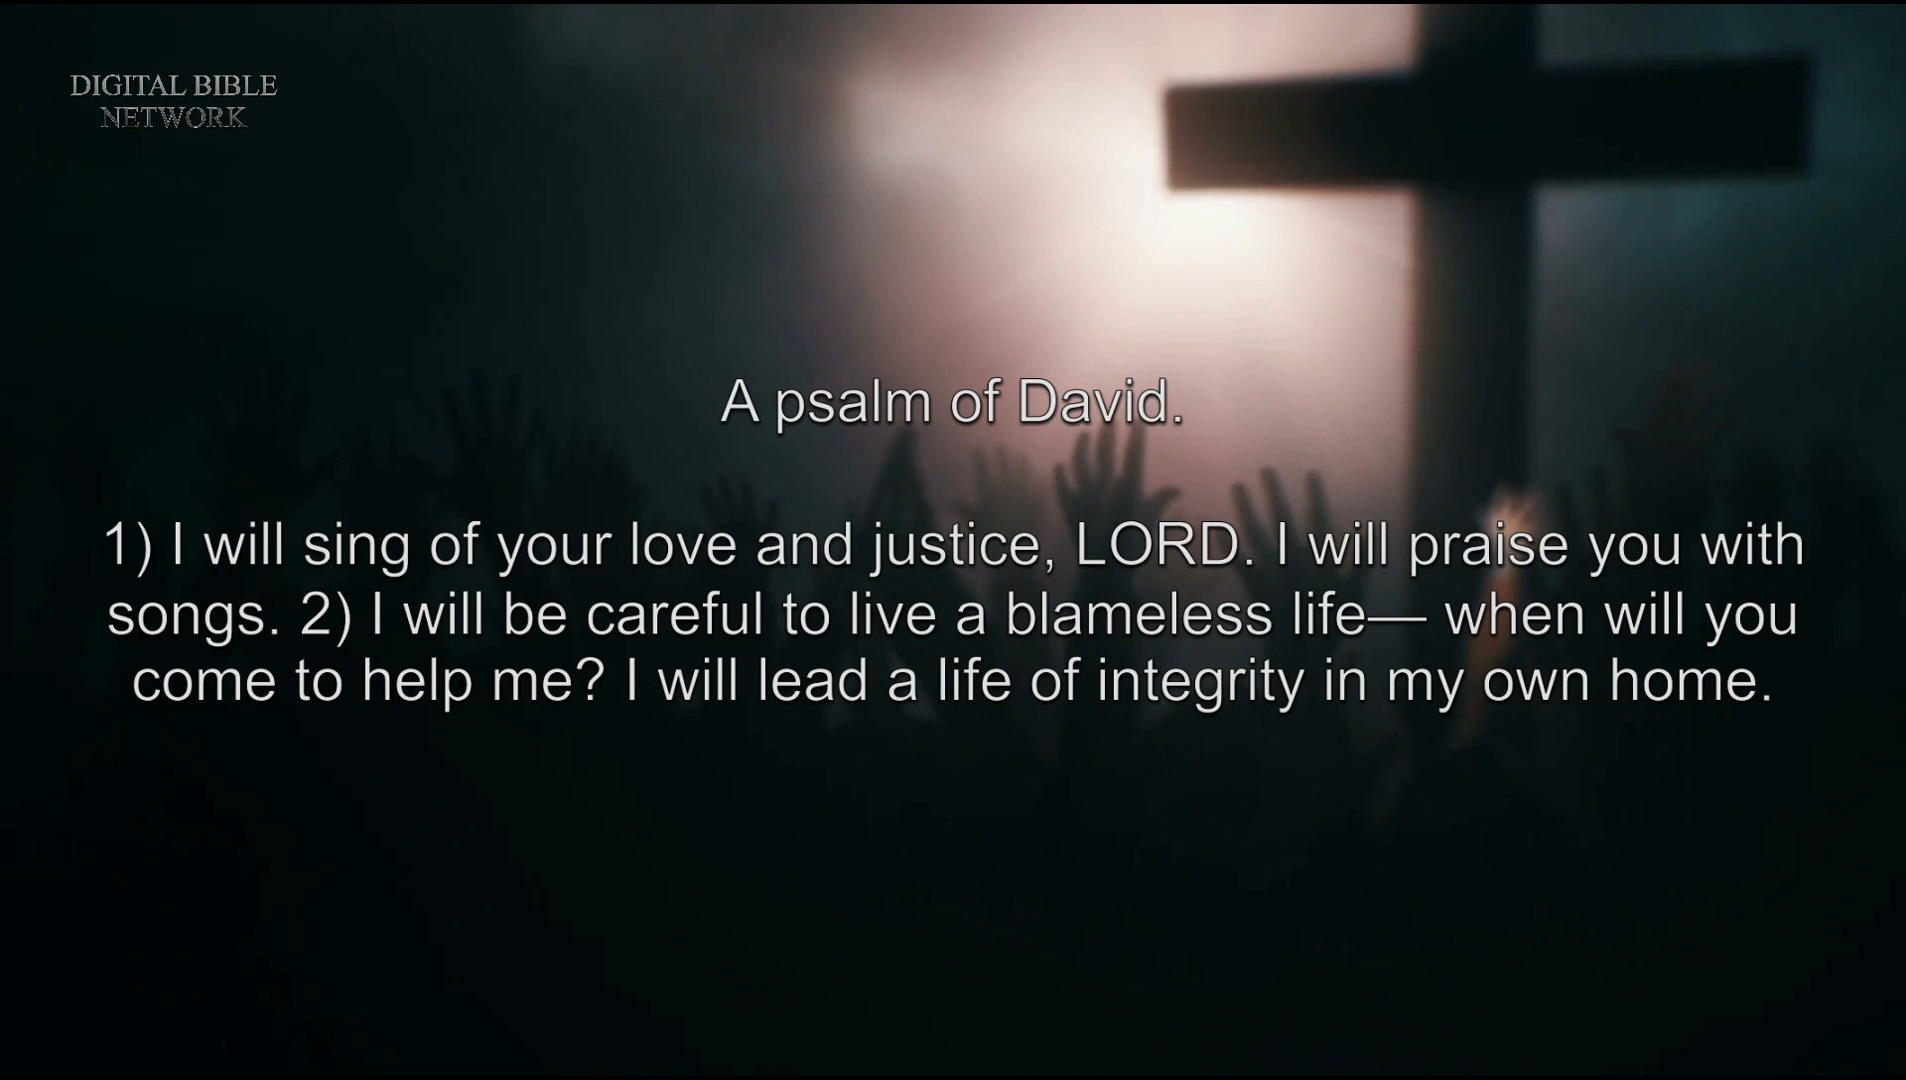 DIGITAL BIBLE
NETWORK
A psalm of David.
1) I will sing of your love and justice, LORD. I will praise you with
songs. 2) I will be careful to live a blameless life— when will you
come to help me? I will lead a life of integrity in my own home.